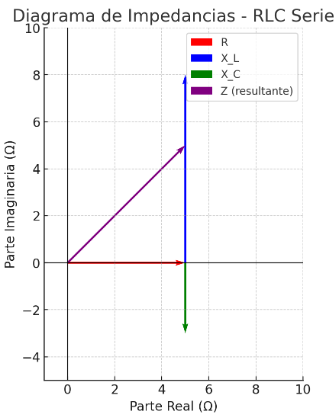 Diagrama de Impedancias - RLC Serie
R
X_L
X_C
Z (resultante)
Parte Imaginaria (Ω)
10
8
6
4
2
0
−2
−4
0
2
4
6
8
10
Parte Real (Ω)